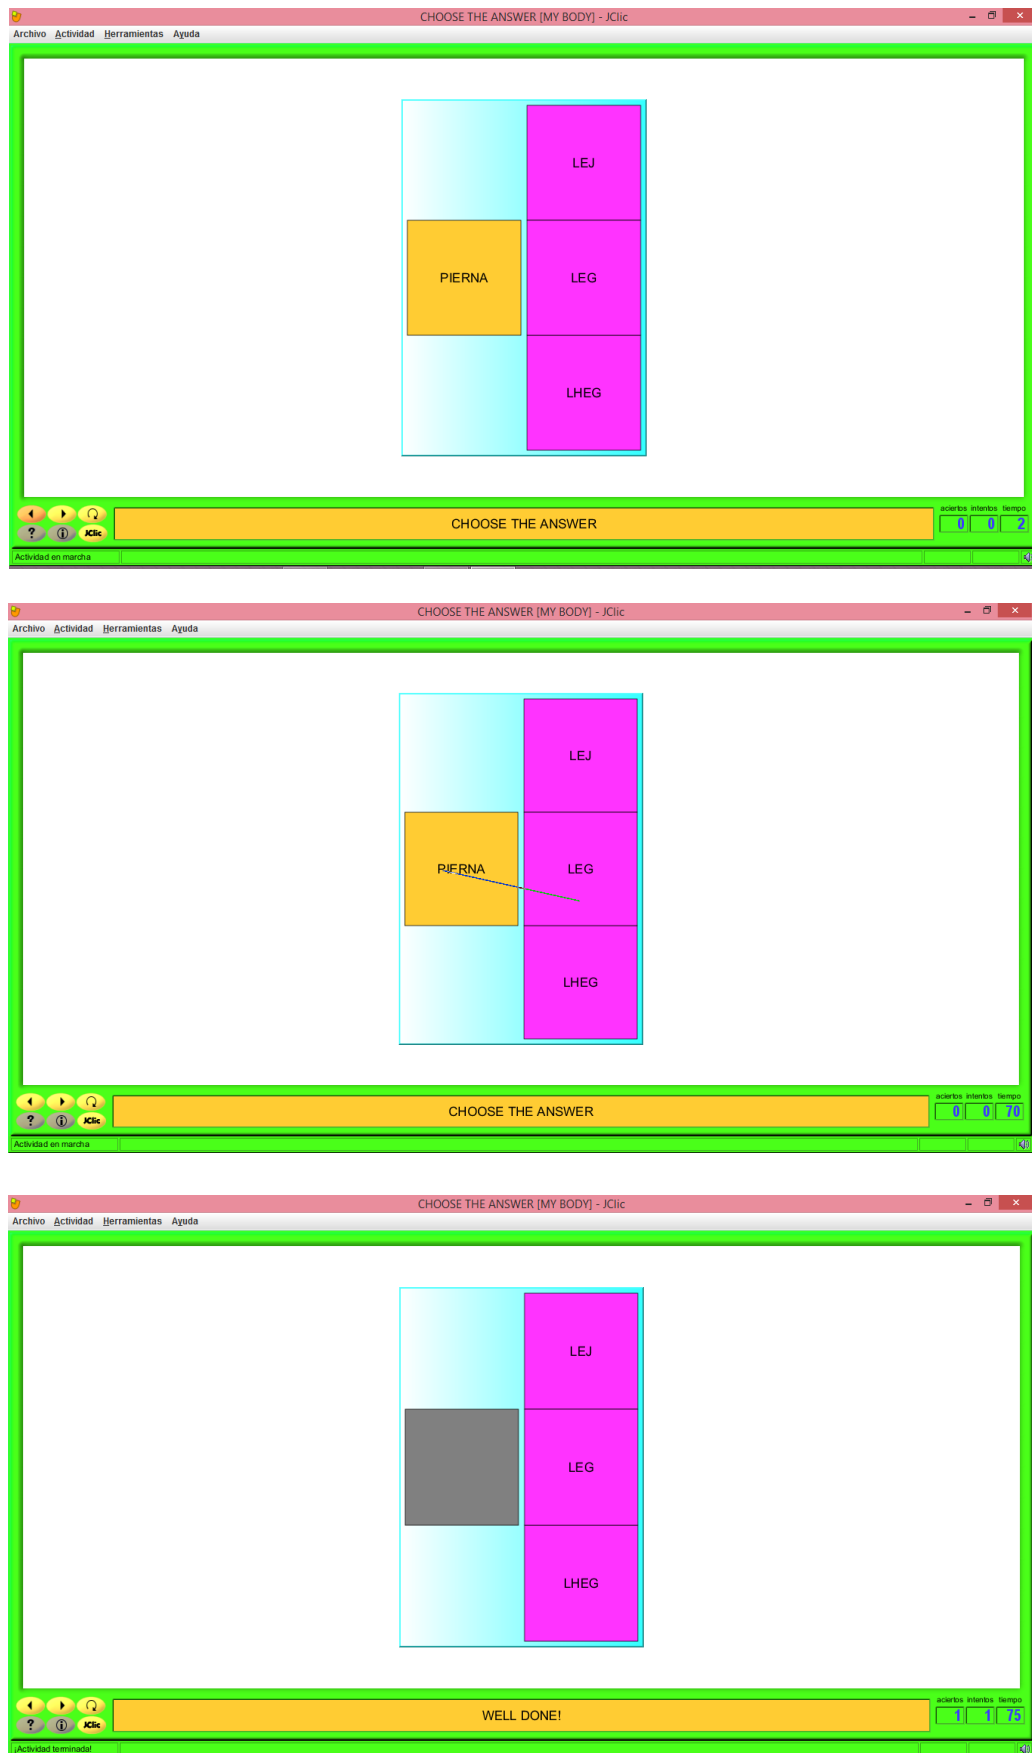 CHOOSE THE ANSWER [MY BODY] - JClic
Archivo Actividad Herramientas Ayuda
LEJ
PIERNA LEG
LHEG
aciertos intentos tiempo
CHOOSE THE ANSWER 0 0 2
? i JClic
Actividad en marcha
CHOOSE THE ANSWER [MY BODY] - JClic
Archivo Actividad Herramientas Ayuda
LEJ
PIERNA LEG
LHEG
aciertos intentos tiempo
CHOOSE THE ANSWER 0 0 70
? i JClic
Actividad en marcha
CHOOSE THE ANSWER [MY BODY] - JClic
Archivo Actividad Herramientas Ayuda
LEJ
LEG
LHEG
aciertos intentos tiempo
WELL DONE! 1 1 75
? i JClic
¡Actividad terminada!